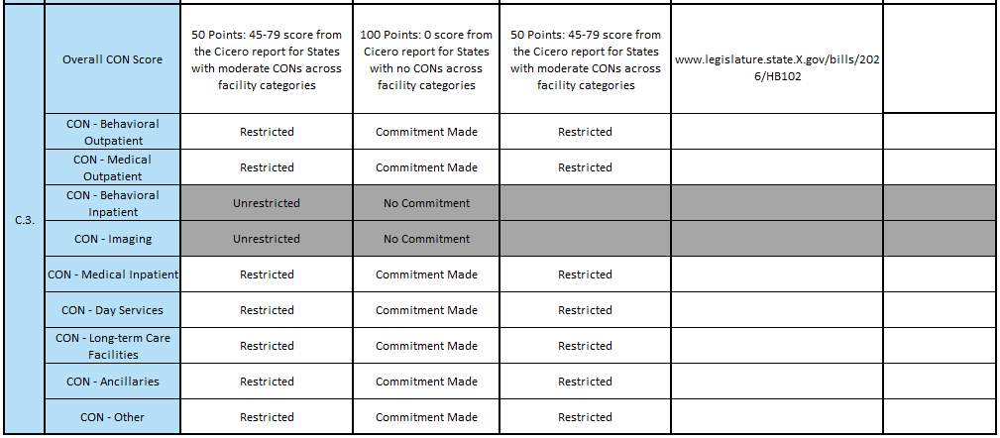 C.3.
Overall CON Score
50 Points: 45-79 score from
the Cicero report for States
with moderate CONs across
facility categories
100 Points: 0 score from
Cicero report for States
with no CONs across
facility categories
50 Points: 45-79 score from
the Cicero report for States
with moderate CONs across
facility categories
www.legislature.state.X.gov/bills/202
6/HB102
CON - Behavioral
Outpatient
Restricted
Commitment Made
Restricted
CON - Medical
Outpatient
Restricted
Commitment Made
Restricted
CON - Behavioral
Inpatient
Unrestricted
No Commitment
CON - Imaging
Unrestricted
No Commitment
CON - Medical Inpatient
Restricted
Commitment Made
Restricted
CON - Day Services
Restricted
Commitment Made
Restricted
CON - Long-term Care
Facilities
Restricted
Commitment Made
Restricted
CON - Ancillaries
Restricted
Commitment Made
Restricted
CON - Other
Restricted
Commitment Made
Restricted